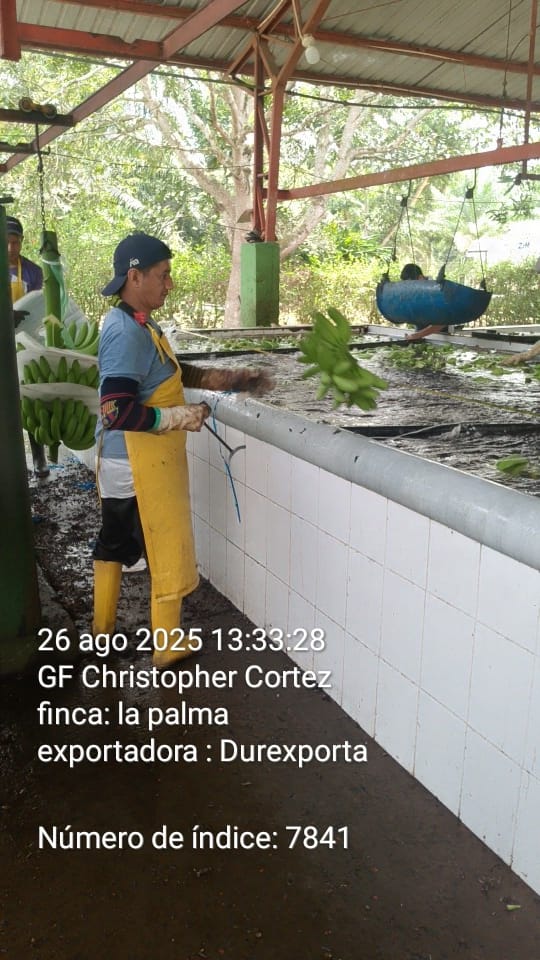 26 ago 2025 13:33:28
GF Christopher Cortez
finca: la palma
exportadora : Durexporta
Número de índice: 7841